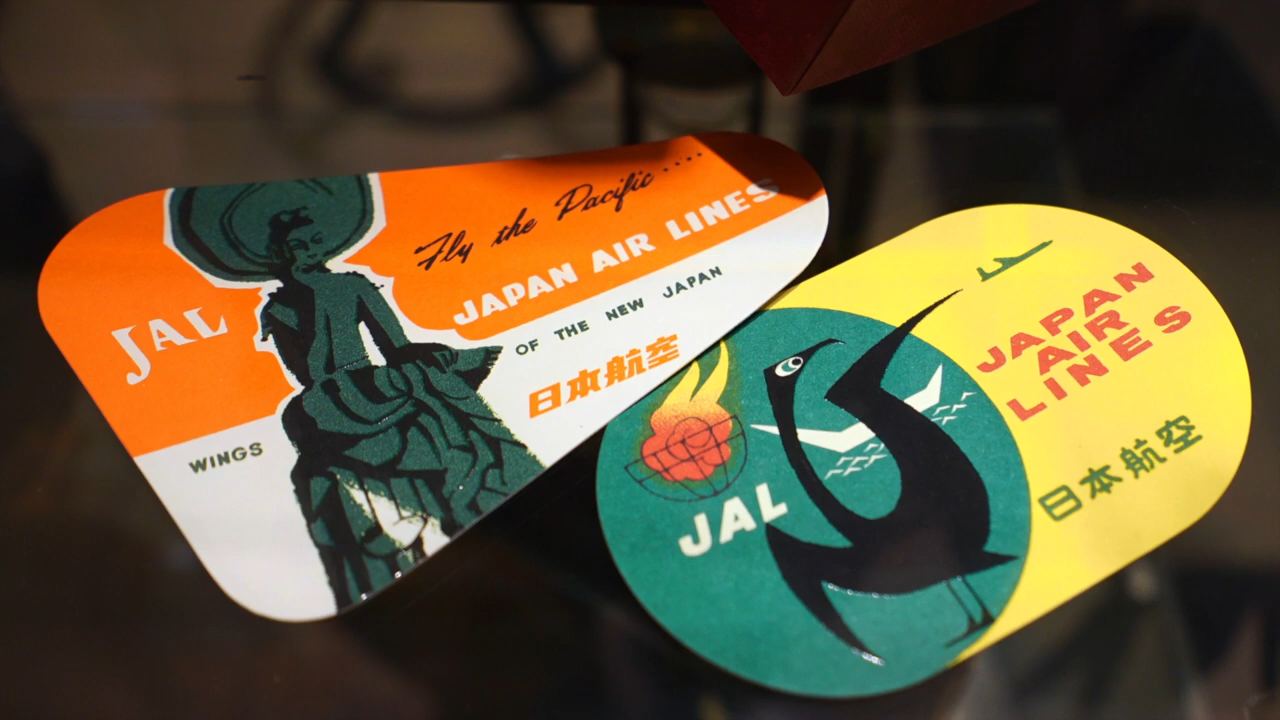 Fly the Pacific.....
JAPAN AIR LINES
JAL
WINGS OF THE NEW JAPAN
日本航空
JAPAN
AIR
LINES
日本航空
JAL